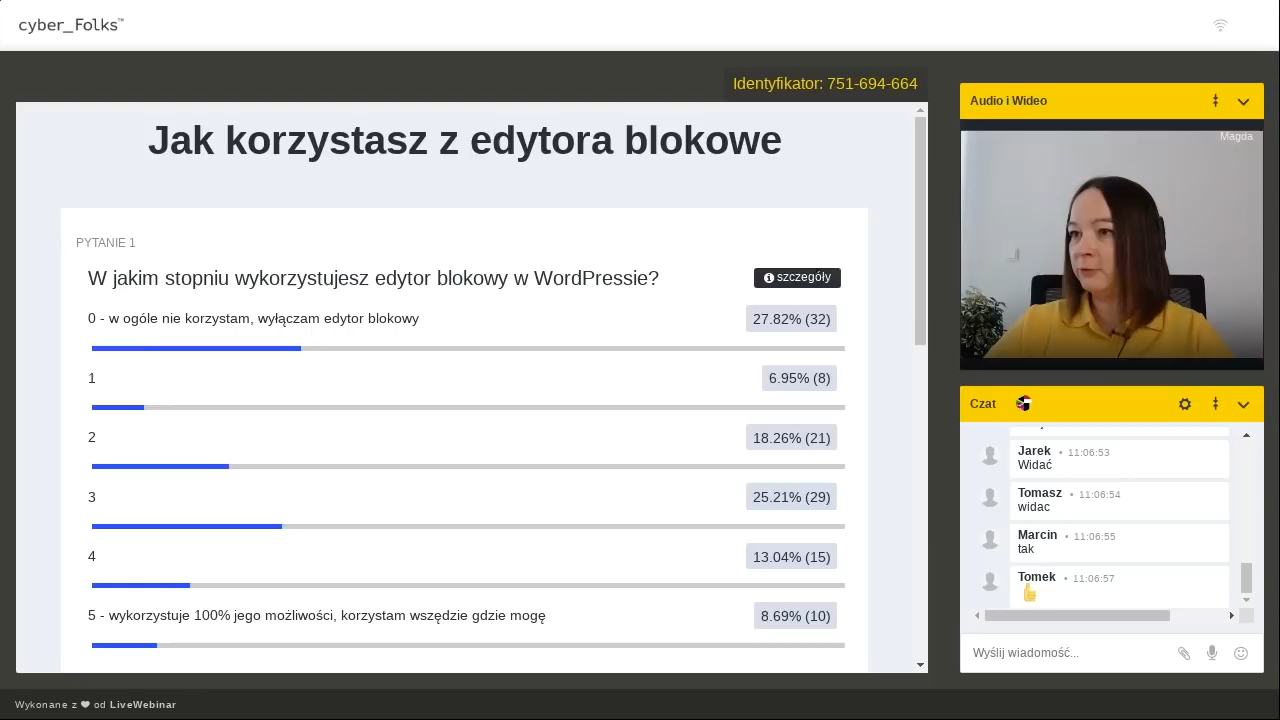 cyber_Folks™
Identyfikator: 751-694-664
Jak korzystasz z edytora blokowe
PYTANIE 1
W jakim stopniu wykorzystujesz edytor blokowy w WordPressie?
szczegóły
0 - w ogóle nie korzystam, wyłączam edytor blokowy
27.82% (32)
1
6.95% (8)
2
18.26% (21)
3
25.21% (29)
4
13.04% (15)
5 - wykorzystuje 100% jego możliwości, korzystam wszędzie gdzie mogę
8.69% (10)
Audio i Wideo
Magda
Czat
Jarek • 11:06:53
Widać
Tomasz • 11:06:54
widac
Marcin • 11:06:55
tak
Tomek • 11:06:57
Wyślij wiadomość...
Wykonane z ❤ od LiveWebinar